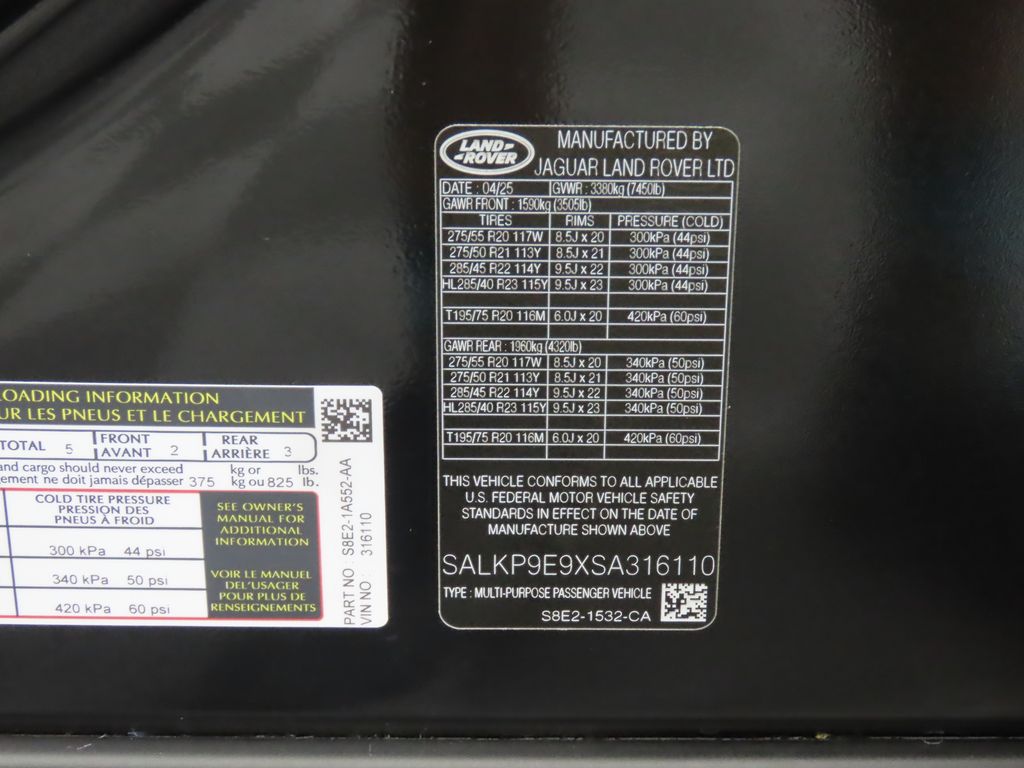 LAND-
-ROVER
MANUFACTURED BY
JAGUAR LAND ROVER LTD
DATE : 04/25 GVWR : 3380kg (7450lb)
GAWR FRONT : 1590kg (3505lb)
TIRES RIMS PRESSURE (COLD)
275/55 R20 117W 8.5J x 20 300kPa (44psi)
275/50 R21 113Y 8.5J x 21 300kPa (44psi)
285/45 R22 114Y 9.5J x 22 300kPa (44psi)
HL285/40 R23 115Y 9.5J x 23 300kPa (44psi)
T195/75 R20 116M 6.0J x 20 420kPa (60psi)
GAWR REAR : 1960kg (4320lb)
275/55 R20 117W 8.5J x 20 340kPa (50psi)
275/50 R21 113Y 8.5J x 21 340kPa (50psi)
285/45 R22 114Y 9.5J x 22 340kPa (50psi)
HL285/40 R23 115Y 9.5J x 23 340kPa (50psi)
T195/75 R20 116M 6.0J x 20 420kPa (60psi)
THIS VEHICLE CONFORMS TO ALL APPLICABLE
U.S. FEDERAL MOTOR VEHICLE SAFETY
STANDARDS IN EFFECT ON THE DATE OF
MANUFACTURE SHOWN ABOVE
SALKP9E9XSA316110
TYPE : MULTI-PURPOSE PASSENGER VEHICLE
S8E2-1532-CA
LOADING INFORMATION
UR LES PNEUS ET LE CHARGEMENT
TOTAL 5 FRONT AVANT 2 REAR ARRIÈRE 3
and cargo should never exceed kg or lbs.
gement ne doit jamais dépasser 375 kg ou 825 lb.
COLD TIRE PRESSURE
PRESSION DES
PNEUS À FROID
300 kPa 44 psi
340 kPa 50 psi
420 kPa 60 psi
SEE OWNER'S
MANUAL FOR
ADDITIONAL
INFORMATION
VOIR LE MANUEL
DEL'USAGER
POUR PLUS DE
RENSEIGNEMENTS
PART NO : S8E2-1A552-AA
VIN NO : 316110